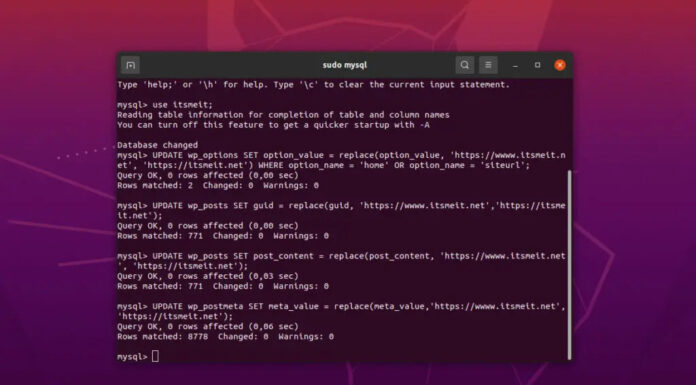 sudo mysql
Type 'help;' or '\h' for help. Type '\c' to clear the current input statement.
mysql> use itsmeit;
Reading table information for completion of table and column names
You can turn off this feature to get a quicker startup with -A
Database changed
mysql> UPDATE wp_options SET option_value = replace(option_value, 'https://www.itsmeit.n
et', 'https://itsmeit.net') WHERE option_name = 'home' OR option_name = 'siteurl';
Query OK, 0 rows affected (0,00 sec)
Rows matched: 2  Changed: 0  Warnings: 0
mysql> UPDATE wp_posts SET guid = replace(guid, 'https://www.itsmeit.net','https://itsme
it.net');
Query OK, 0 rows affected (0,00 sec)
Rows matched: 771  Changed: 0  Warnings: 0
mysql> UPDATE wp_posts SET post_content = replace(post_content, 'https://www.itsmeit.net
', 'https://itsmeit.net');
Query OK, 0 rows affected (0,03 sec)
Rows matched: 771  Changed: 0  Warnings: 0
mysql> UPDATE wp_postmeta SET meta_value = replace(meta_value,'https://www.itsmeit.net',
'https://itsmeit.net');
Query OK, 0 rows affected (0,06 sec)
Rows matched: 8778  Changed: 0  Warnings: 0
mysql>